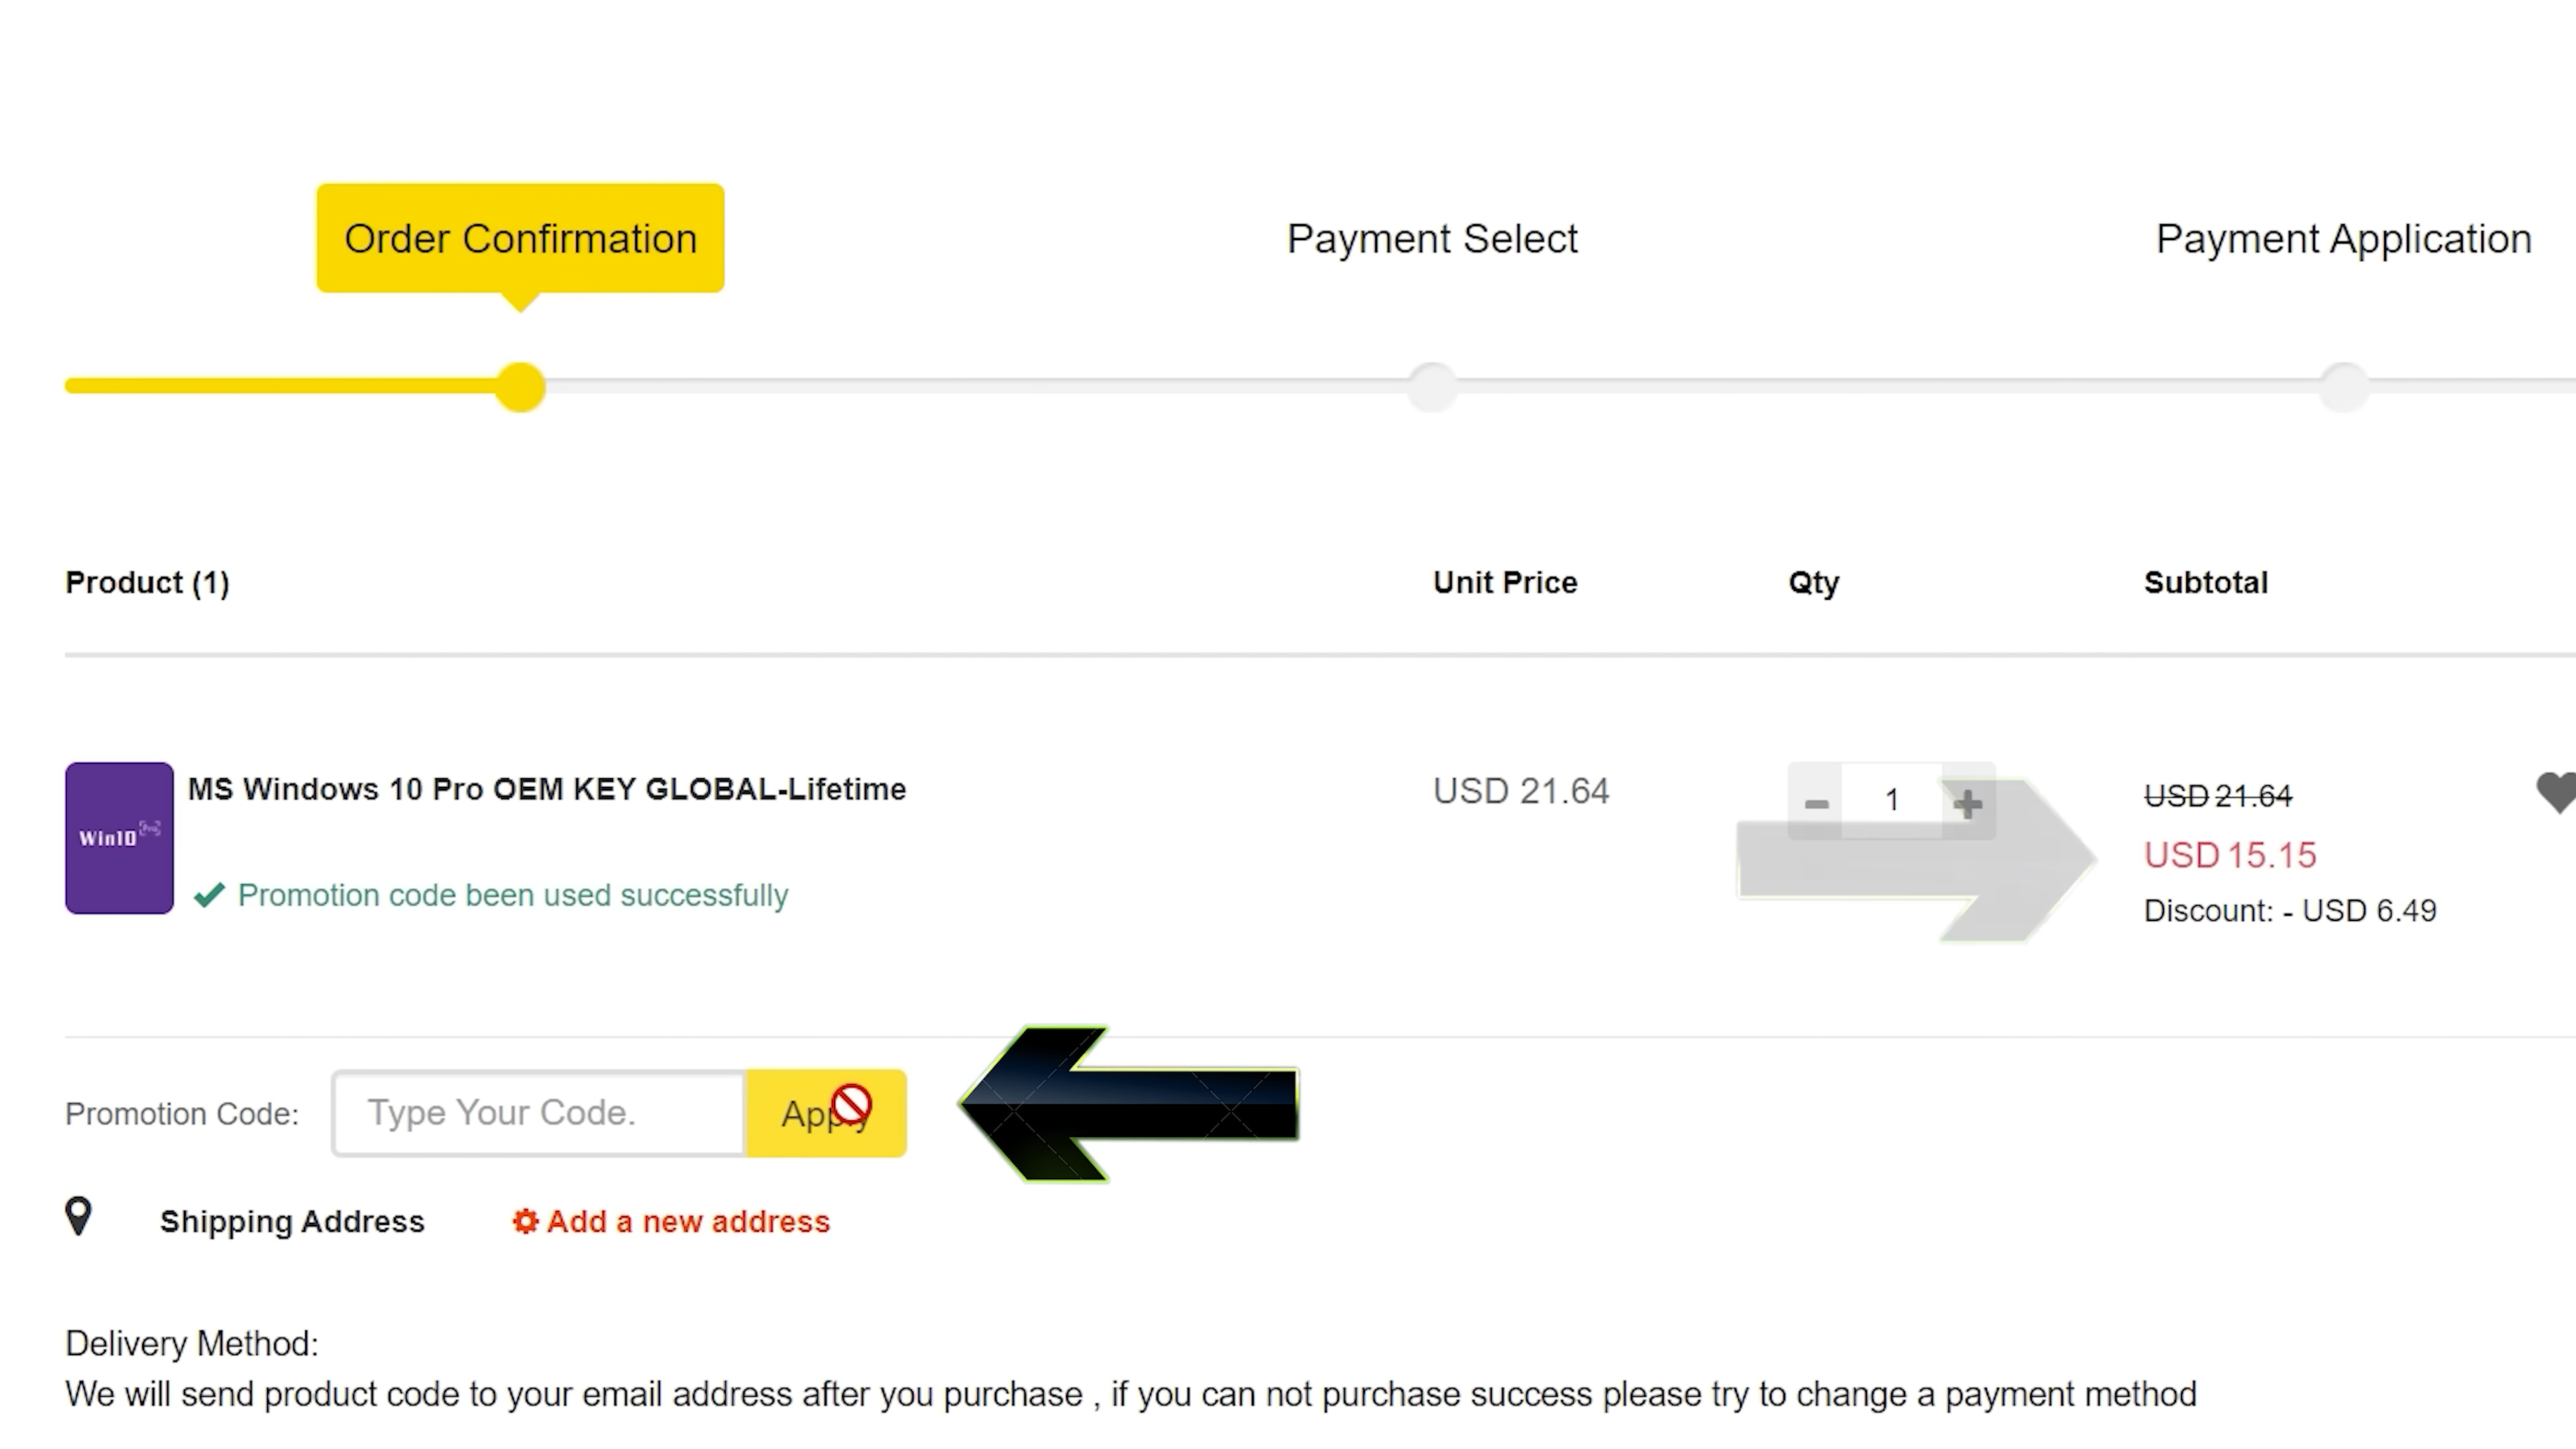 Order Confirmation
Payment Select
Payment Application
Product (1)
Unit Price
Qty
Subtotal
Win10 Pro
MS Windows 10 Pro OEM KEY GLOBAL-Lifetime
USD 21.64
1
USD 21.64
USD 15.15
Promotion code been used successfully
Discount: - USD 6.49
Promotion Code:
Type Your Code.
Apply
Shipping Address
Add a new address
Delivery Method:
We will send product code to your email address after you purchase , if you can not purchase success please try to change a payment method